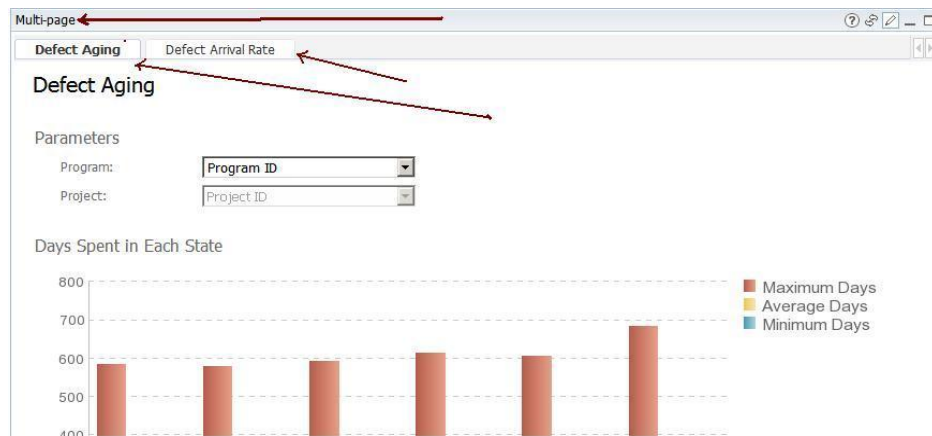 Multi-page
Defect Aging Defect Arrival Rate
Defect Aging
Parameters
Program: Program ID
Project: Project ID
Days Spent in Each State
800
700
600
500
400
Maximum Days
Average Days
Minimum Days